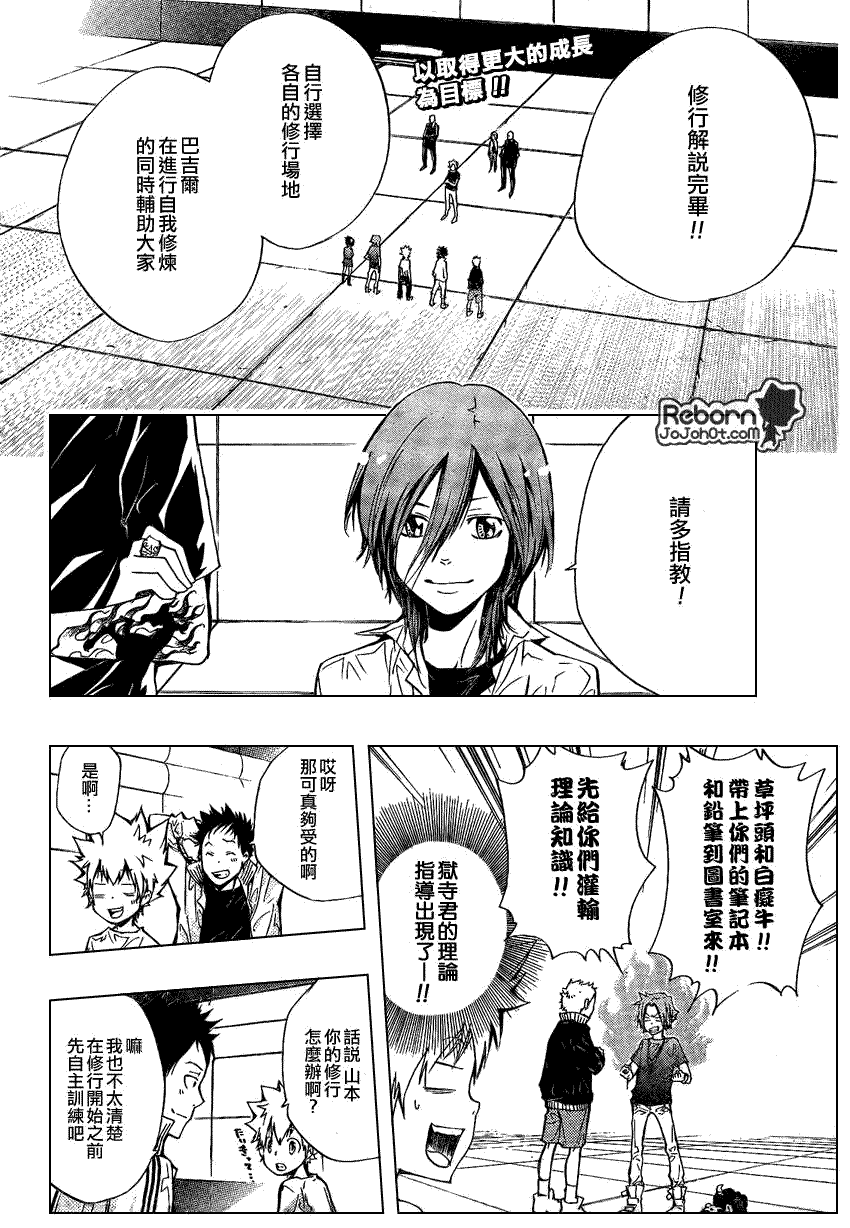 修行解説完畢!!
以取得更大的成長
為目標!!
自行選擇
各自的修行場地
巴吉爾
在進行自我修煉
的同時輔助大家
Reborn
JoJohot.com
請多指教!
草坪頭和白癡牛!!
帶上你們的筆記本
和鉛筆到圖書室來!!
先給你們灌輸
理論知識!!
獄寺君的理論
指導出現了—!!
哎呀
那可真夠受的啊
是啊…
話説 山本
你的修行
怎麼辦啊?
嘛
我也不太清楚
在修行開始之前
先自主訓練吧